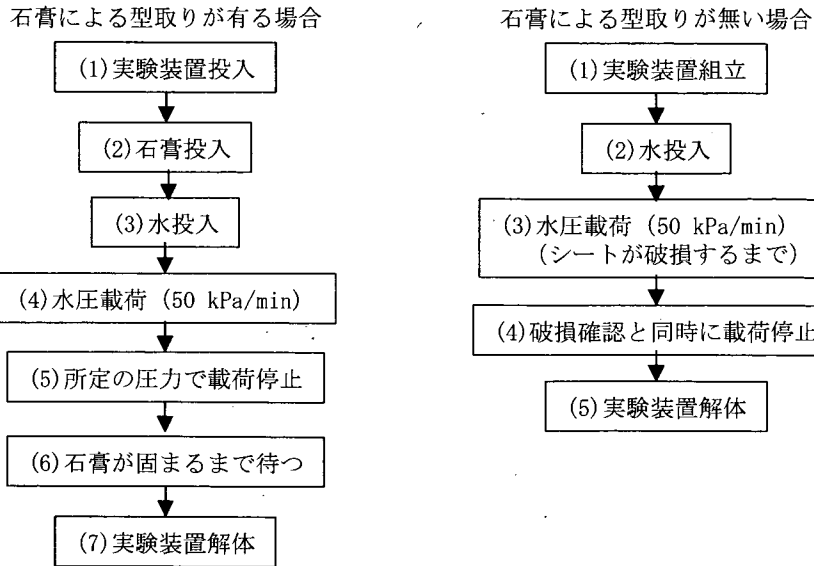 石膏による型取りが有る場合
(1)実験装置投入
(2)石膏投入
(3)水投入
(4)水圧載荷 (50 kPa/min)
(5)所定の圧力で載荷停止
(6)石膏が固まるまで待つ
(7)実験装置解体
石膏による型取りが無い場合
(1)実験装置組立
(2)水投入
(3)水圧載荷 (50 kPa/min)
(シートが破損するまで)
(4)破損確認と同時に載荷停止
(5)実験装置解体